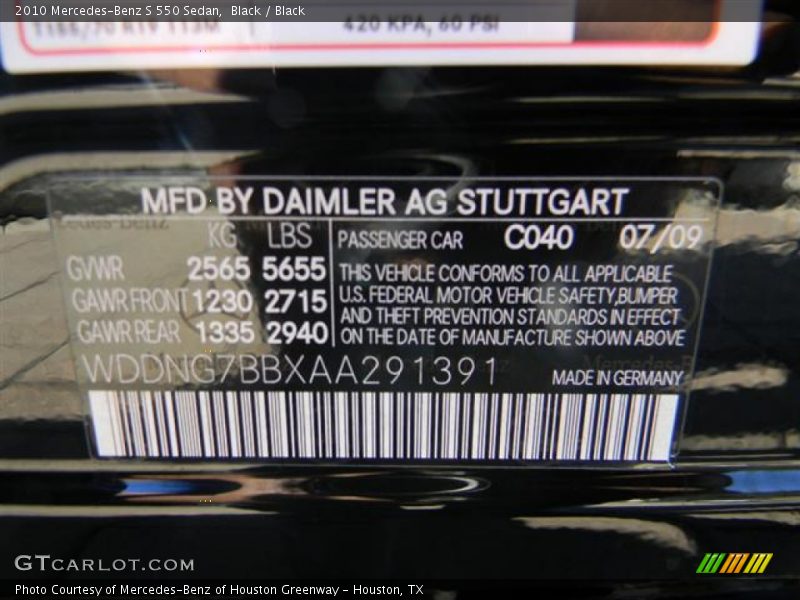 2010 Mercedes-Benz S 550 Sedan, Black / Black
420 KPA, 60 PSI
MFD BY DAIMLER AG STUTTGART
KG LBS PASSENGER CAR C040 07/09
GVWR 2565 5655 THIS VEHICLE CONFORMS TO ALL APPLICABLE
GAWR FRONT 1230 2715 U.S. FEDERAL MOTOR VEHICLE SAFETY,BUMPER
AND THEFT PREVENTION STANDARDS IN EFFECT
GAWR REAR 1335 2940 ON THE DATE OF MANUFACTURE SHOWN ABOVE
WDDNG7BBXAA291391 MADE IN GERMANY
GTCARLOT.COM
Photo Courtesy of Mercedes-Benz of Houston Greenway - Houston, TX